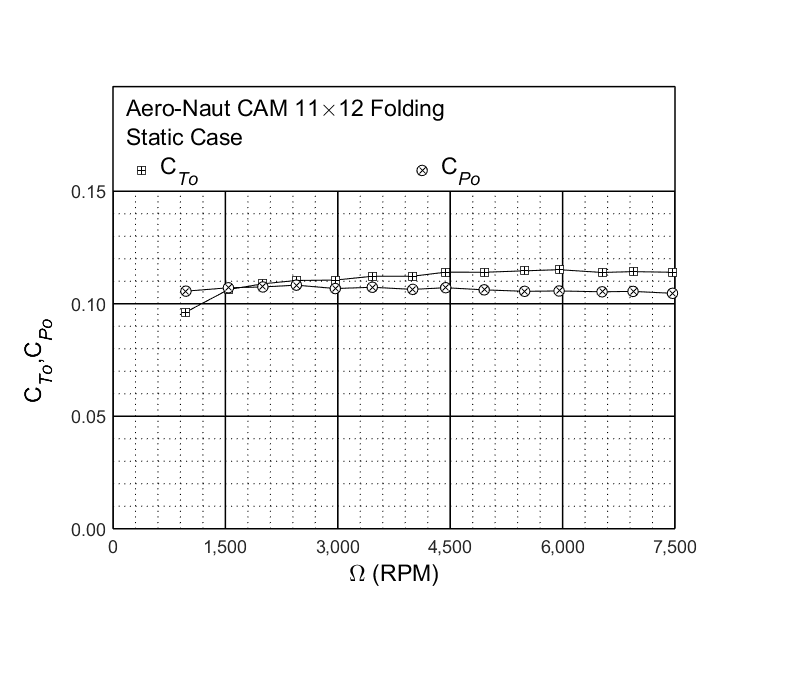 Aero-Naut CAM 11×12 Folding
Static Case
C_To C_Po
0.15
0.10
0.05
0.00
C_To,C_Po
0 1,500 3,000 4,500 6,000 7,500
Ω (RPM)